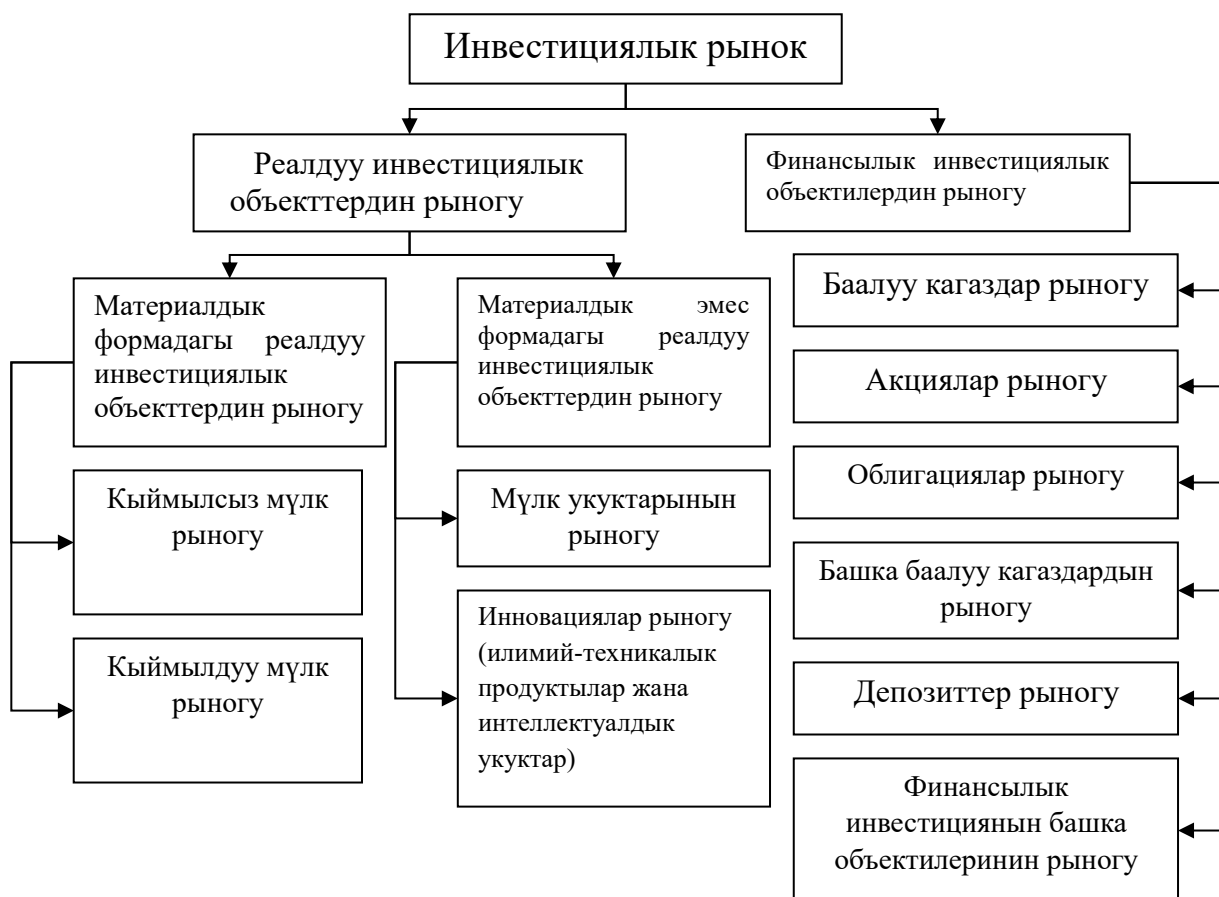 Инвестициялык рынок
Реалдуу инвестициялык
объекттердин рыногу
Финансылык инвестициялык
объектилердин рыногу
Материалдык
формадагы реалдуу
инвестициялык
объекттердин рыногу
Материалдык эмес
формадагы реалдуу
инвестициялык
объекттердин рыногу
Кыймылсыз мүлк
рыногу
Кыймылдуу мүлк
рыногу
Мүлк укуктарынын
рыногу
Инновациялар рыногу
(илимий-техникалык
продуктылар жана
интеллектуалдык
укуктар)
Баалуу кагаздар рыногу
Акциялар рыногу
Облигациялар рыногу
Башка баалуу кагаздардын
рыногу
Депозиттер рыногу
Финансылык
инвестициянын башка
объектилеринин рыногу